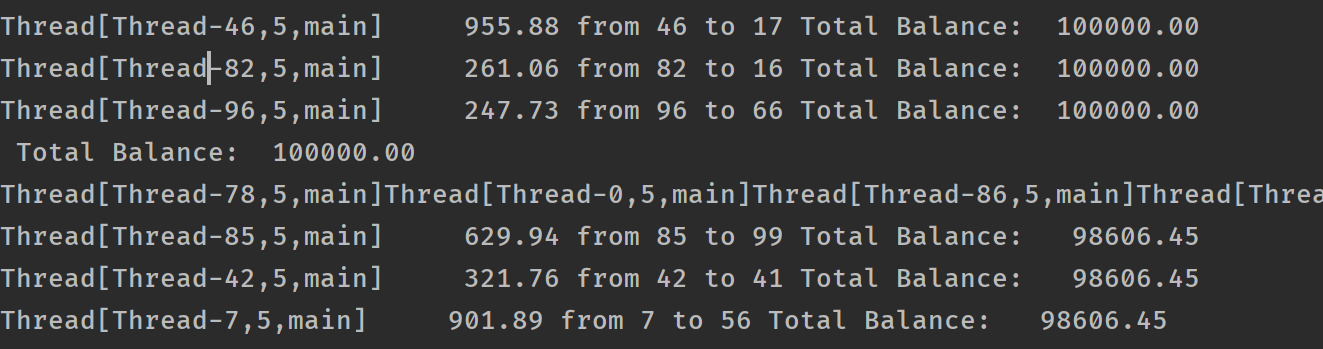 Thread[Thread-46,5,main]     955.88 from 46 to 17 Total Balance:  100000.00
Thread[Thread-82,5,main]     261.06 from 82 to 16 Total Balance:  100000.00
Thread[Thread-96,5,main]     247.73 from 96 to 66 Total Balance:  100000.00
 Total Balance:  100000.00
Thread[Thread-78,5,main]Thread[Thread-0,5,main]Thread[Thread-86,5,main]Thread[Threa
Thread[Thread-85,5,main]     629.94 from 85 to 99 Total Balance:   98606.45
Thread[Thread-42,5,main]     321.76 from 42 to 41 Total Balance:   98606.45
Thread[Thread-7,5,main]     901.89 from 7 to 56 Total Balance:   98606.45